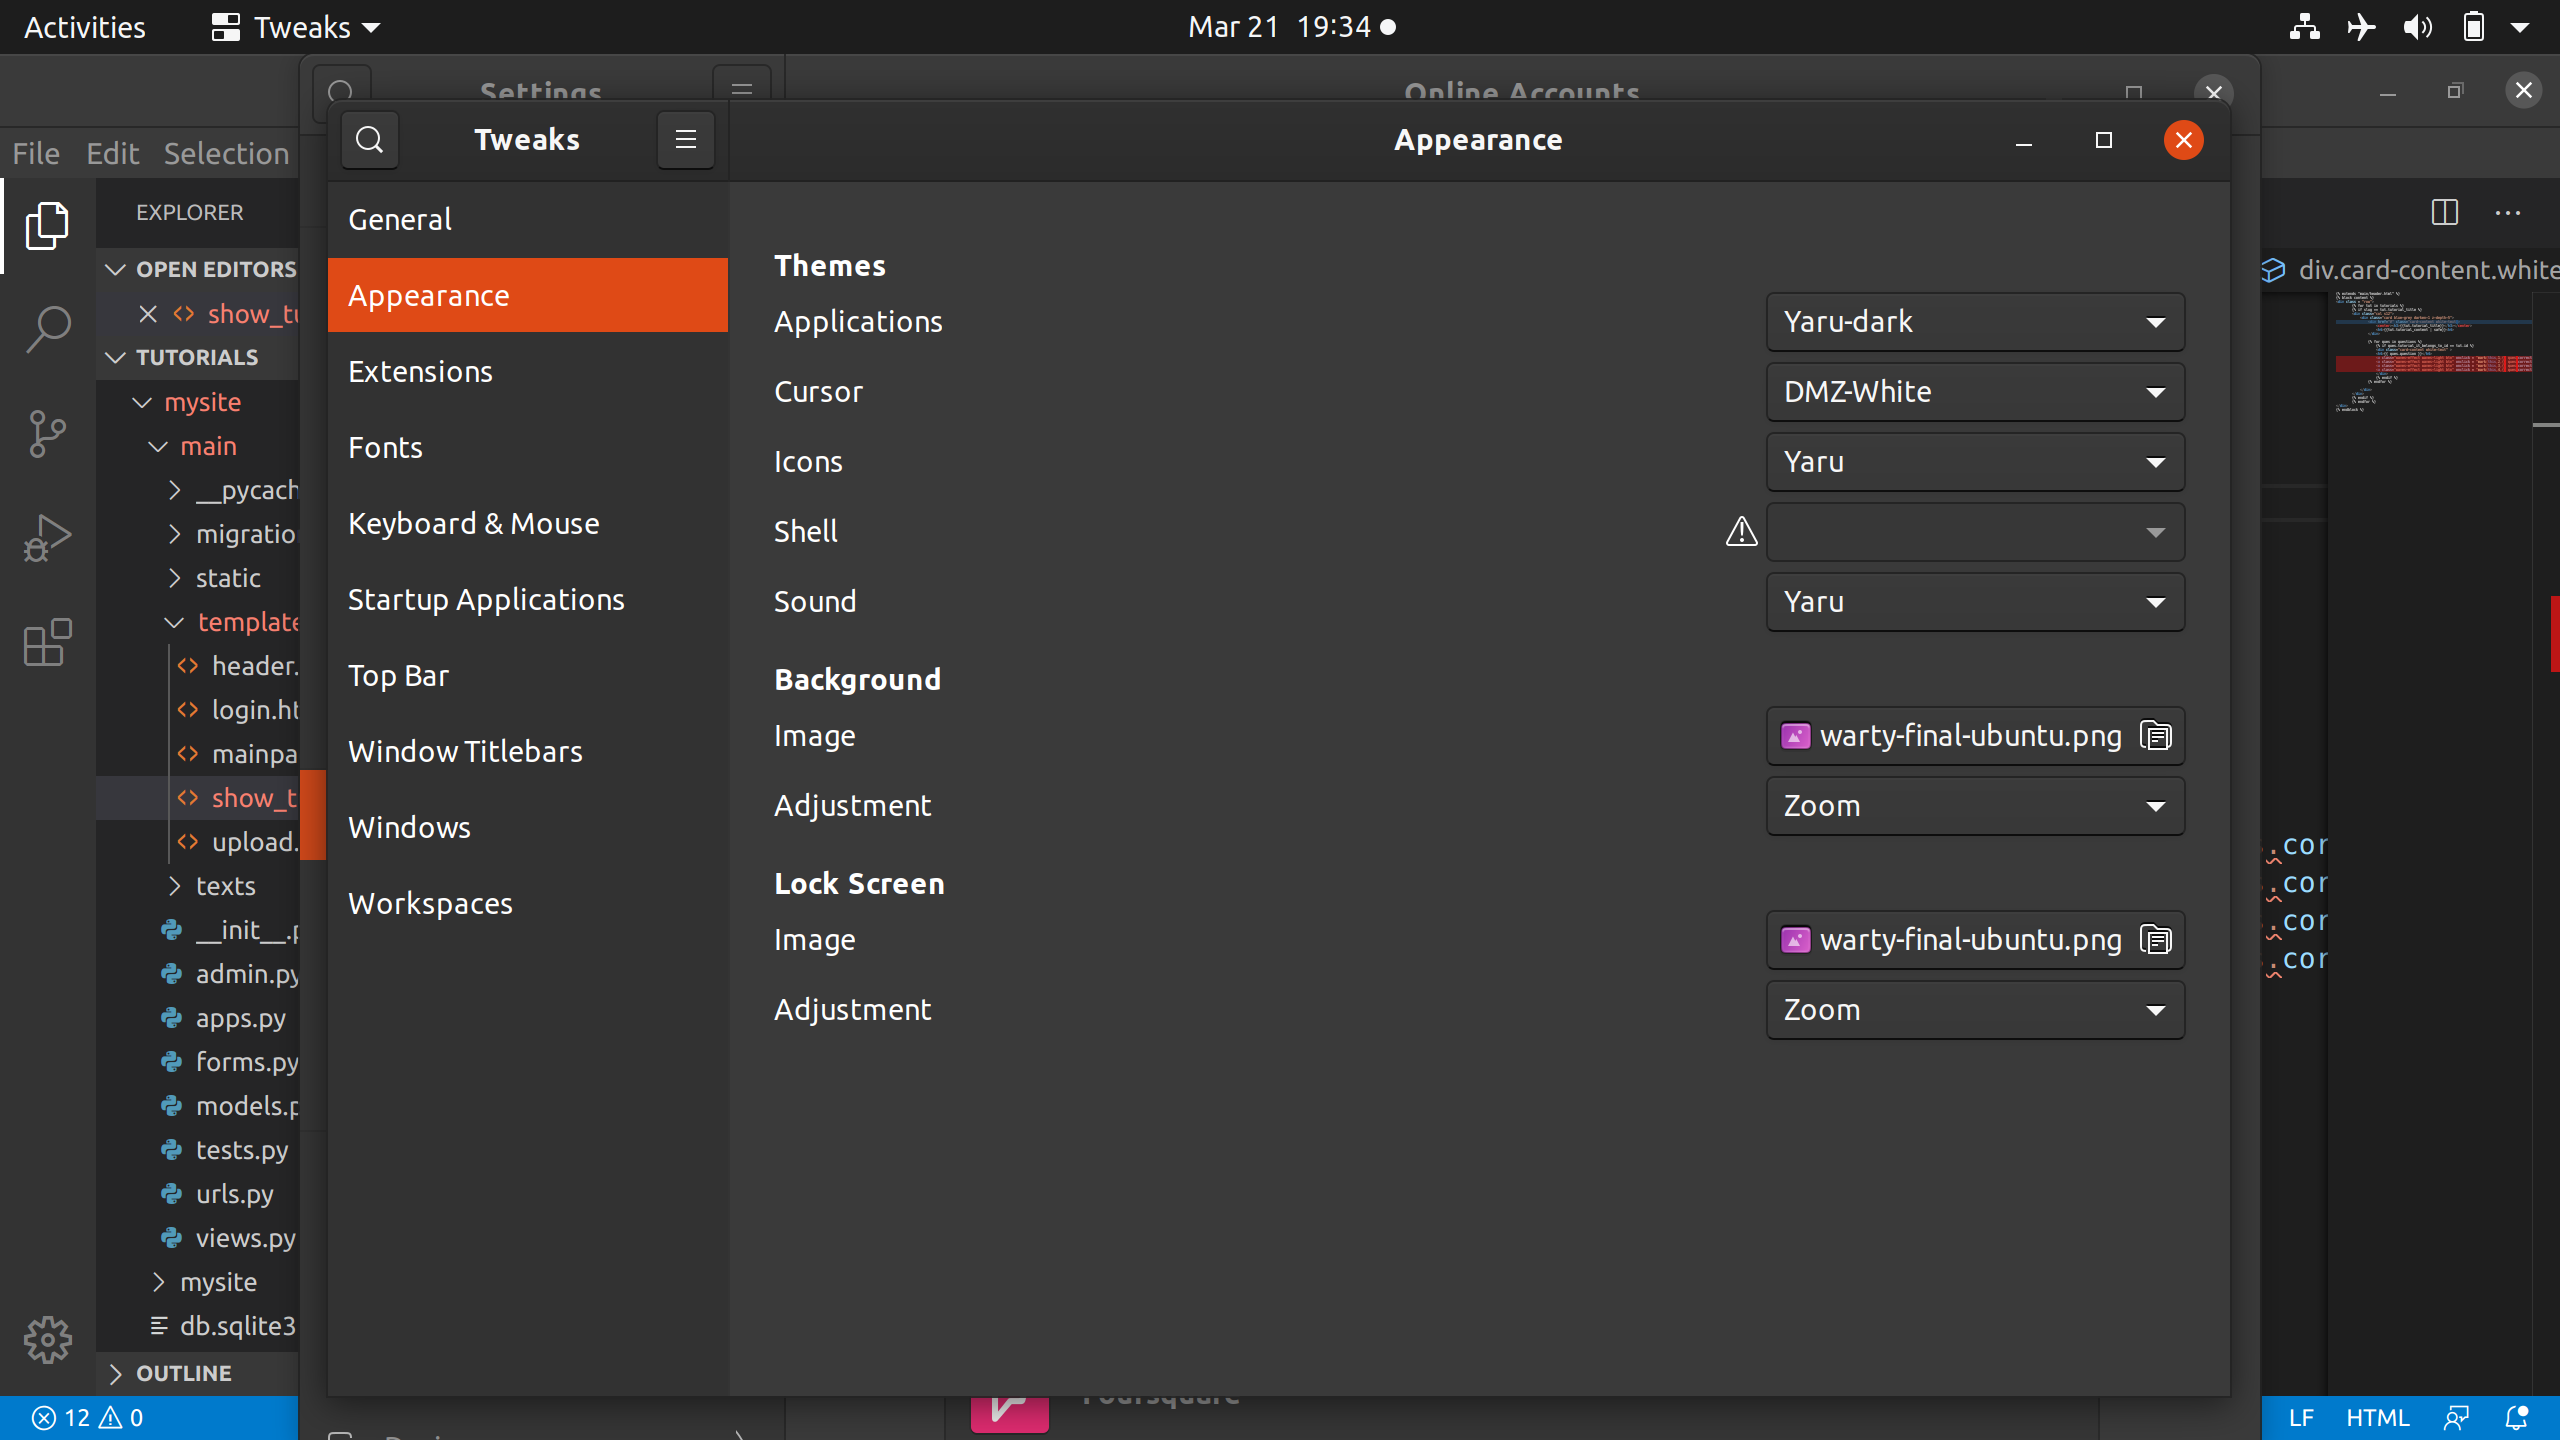 Activities
Tweaks
Mar 21 19:34
Settings
Online Accounts
Tweaks
Appearance
File Edit Selection
EXPLORER
OPEN EDITORS
show_tu
TUTORIALS
mysite
main
__pycach
migration
static
template
header.
login.ht
mainpa
show_t
upload.
texts
__init__.p
admin.py
apps.py
forms.py
models.p
tests.py
urls.py
views.py
mysite
db.sqlite3
OUTLINE
12 0
General
Appearance
Extensions
Fonts
Keyboard & Mouse
Startup Applications
Top Bar
Window Titlebars
Windows
Workspaces
Themes
Applications Yaru-dark
Cursor DMZ-White
Icons Yaru
Shell
Sound Yaru
Background
Image warty-final-ubuntu.png
Adjustment Zoom
Lock Screen
Image warty-final-ubuntu.png
Adjustment Zoom
Foursquare
div.card-content.white
.cor
.cor
.cor
.cor
LF HTML